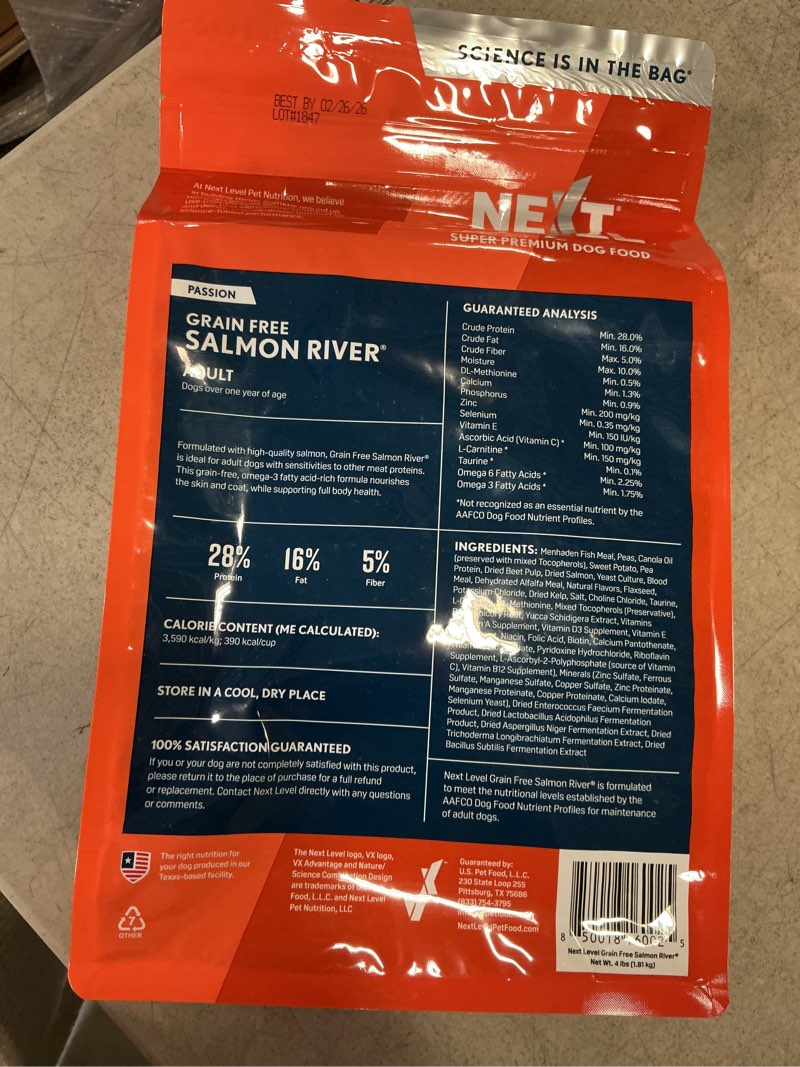 SCIENCE IS IN THE BAG®
BEST BY 02/26/26
LOT#1847
At Next Level Pet Nutrition, we believe
science-fueled performance.
NEXT
SUPER PREMIUM DOG FOOD
PASSION
GRAIN FREE
SALMON RIVER®
ADULT
Dogs over one year of age
Formulated with high-quality salmon, Grain Free Salmon River®
is ideal for adult dogs with sensitivities to other meat proteins.
This grain-free, omega-3 fatty acid-rich formula nourishes
the skin and coat, while supporting full body health.
28% 16% 5%
Protein Fat Fiber
CALORIE CONTENT (ME CALCULATED):
3,590 kcal/kg; 390 kcal/cup
STORE IN A COOL, DRY PLACE
100% SATISFACTION GUARANTEED
If you or your dog are not completely satisfied with this product,
please return it to the place of purchase for a full refund
or replacement. Contact Next Level directly with any questions
or comments.
GUARANTEED ANALYSIS
Crude Protein Min. 28.0%
Crude Fat Min. 16.0%
Crude Fiber Max. 5.0%
Moisture Max. 10.0%
DL-Methionine Min. 0.5%
Calcium Min. 1.3%
Phosphorus Min. 0.9%
Zinc Min. 200 mg/kg
Selenium Min. 0.35 mg/kg
Vitamin E Min. 150 IU/kg
Ascorbic Acid (Vitamin C) * Min. 100 mg/kg
L-Carnitine * Min. 150 mg/kg
Taurine * Min. 0.1%
Omega 6 Fatty Acids * Min. 2.25%
Omega 3 Fatty Acids * Min. 1.75%
*Not recognized as an essential nutrient by the
AAFCO Dog Food Nutrient Profiles.
INGREDIENTS: Menhaden Fish Meal, Peas, Canola Oil
(preserved with mixed Tocopherols), Sweet Potato, Pea
Protein, Dried Beet Pulp, Dried Salmon, Yeast Culture, Blood
Meal, Dehydrated Alfalfa Meal, Natural Flavors, Flaxseed,
Potassium Chloride, Dried Kelp, Salt, Choline Chloride, Taurine,
Methionine, Mixed Tocopherols (Preservative),
Root, Yucca Schidigera Extract, Vitamins
A Supplement, Vitamin D3 Supplement, Vitamin E
Niacin, Folic Acid, Biotin, Calcium Pantothenate,
Pyridoxine Hydrochloride, Riboflavin
Supplement, L-Ascorbyl-2-Polyphosphate (source of Vitamin
C), Vitamin B12 Supplement), Minerals (Zinc Sulfate, Ferrous
Sulfate, Manganese Sulfate, Copper Sulfate, Zinc Proteinate,
Manganese Proteinate, Copper Proteinate, Calcium Iodate,
Selenium Yeast), Dried Enterococcus Faecium Fermentation
Product, Dried Lactobacillus Acidophilus Fermentation
Product, Dried Aspergillus Niger Fermentation Extract, Dried
Trichoderma Longibrachiatum Fermentation Extract, Dried
Bacillus Subtilis Fermentation Extract
Next Level Grain Free Salmon River® is formulated
to meet the nutritional levels established by the
AAFCO Dog Food Nutrient Profiles for maintenance
of adult dogs.
The right nutrition for
your dog produced in our
Texas-based facility.
7
OTHER
The Next Level logo, VX logo,
VX Advantage and Nature/
Science Combination Design
are trademarks of U.S.
Food, L.L.C. and Next Level
Pet Nutrition, LLC
Guaranteed by:
U.S. Pet Food, L.L.C.
230 State Loop 255
Pittsburg, TX 75686
(833) 754-3795
NextLevelPetFood.com
8 50018 46002 5
Next Level Grain Free Salmon River®
Net Wt. 4 lbs (1.81 kg)